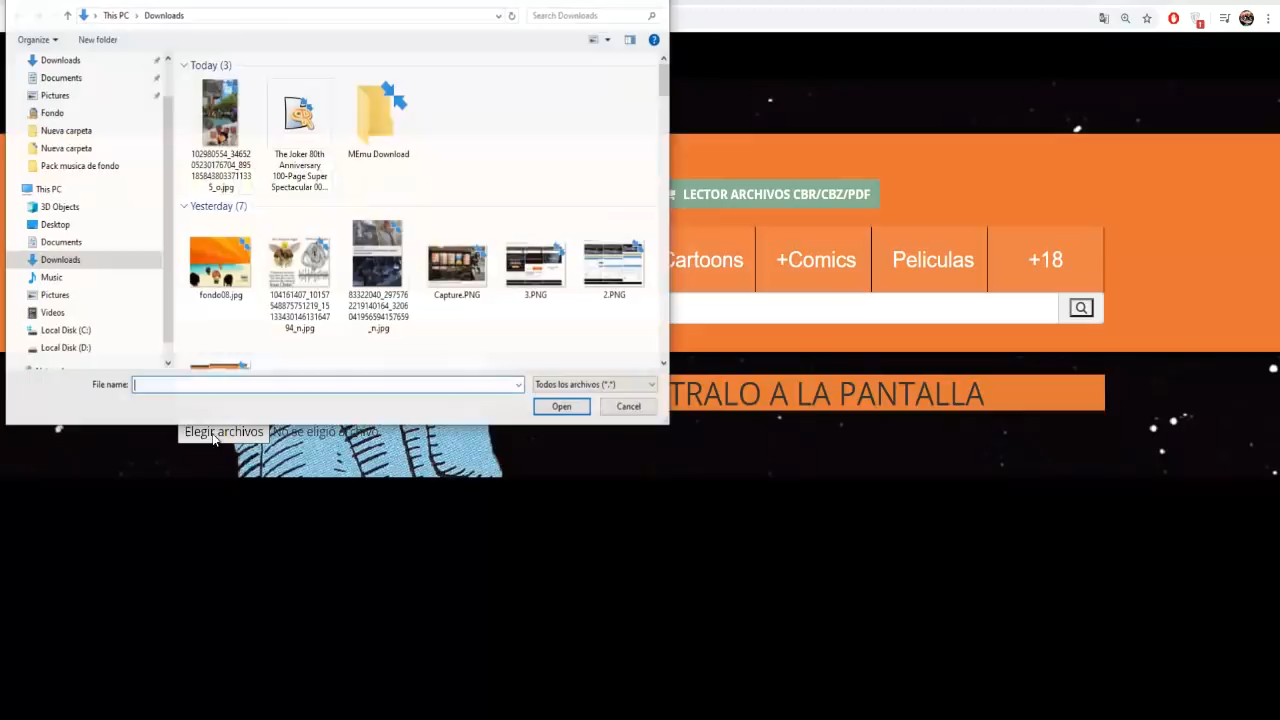 This PC
Downloads
Search Downloads
Organize
New folder
Downloads
Documents
Pictures
Fondo
Nueva carpeta
Nueva carpeta
Pack musica de fondo
This PC
3D Objects
Desktop
Documents
Downloads
Music
Pictures
Videos
Local Disk (C:)
Local Disk (D:)
Today (3)
102980554_34652
05230176704_895
185843803371133
5_o.jpg
The Joker 80th
Anniversary
100-Page Super
Spectacular 00...
MEmu Download
Yesterday (7)
fondo08.jpg
104161407_10157
548875751219_15
133430146131647
94_n.jpg
83322040_297576
2219140164_3206
041956594157659
_n.jpg
Capture.PNG
3.PNG
2.PNG
File name:
Todos los archivos (*.*)
Open
Cancel
LECTOR ARCHIVOS CBR/CBZ/PDF
Cartoons
+Comics
Peliculas
+18
TRALO A LA PANTALLA
Elegir archivos
No se eligió archivo